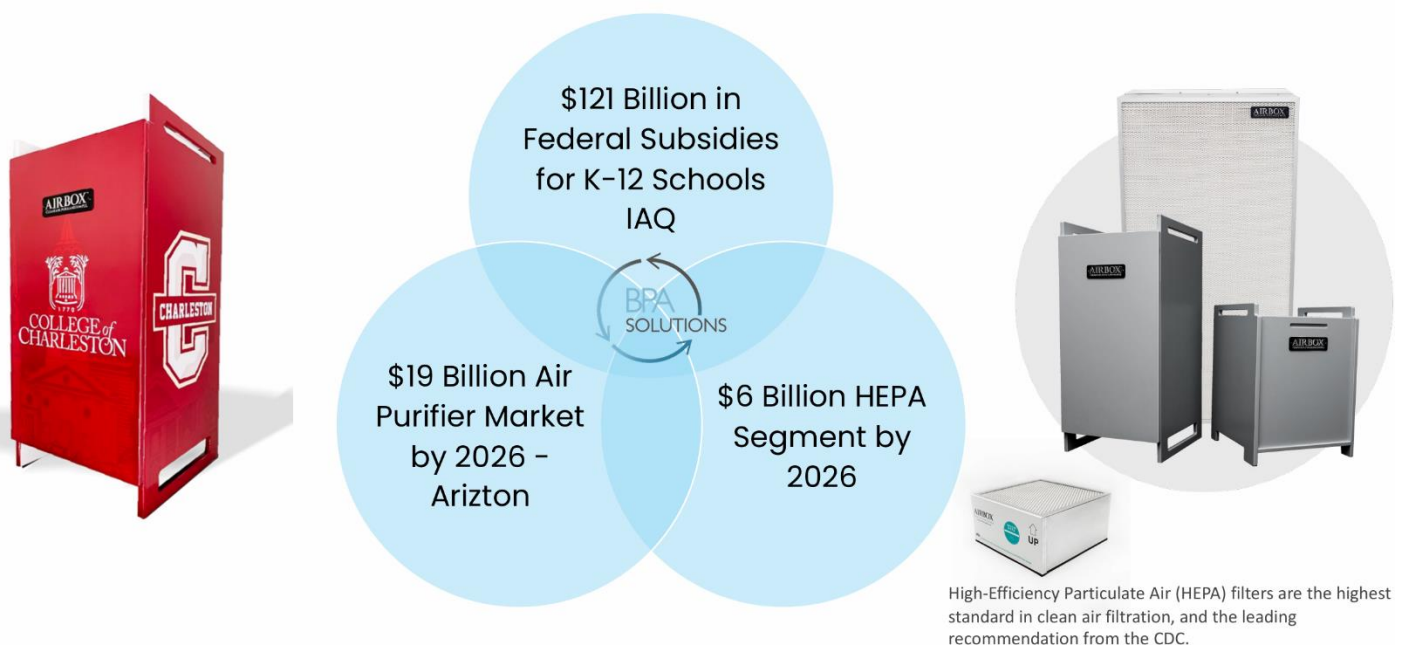 AIRBOX
1770
COLLEGE of
CHARLESTON
C
CHARLESTON
$121 Billion in
Federal Subsidies
for K-12 Schools
IAQ
BPA
SOLUTIONS
$19 Billion Air
Purifier Market
by 2026 -
Arizton
$6 Billion HEPA
Segment by
2026
AIRBOX
AIRBOX
AIRBOX
AIRBOX
UP
High-Efficiency Particulate Air (HEPA) filters are the highest
standard in clean air filtration, and the leading
recommendation from the CDC.